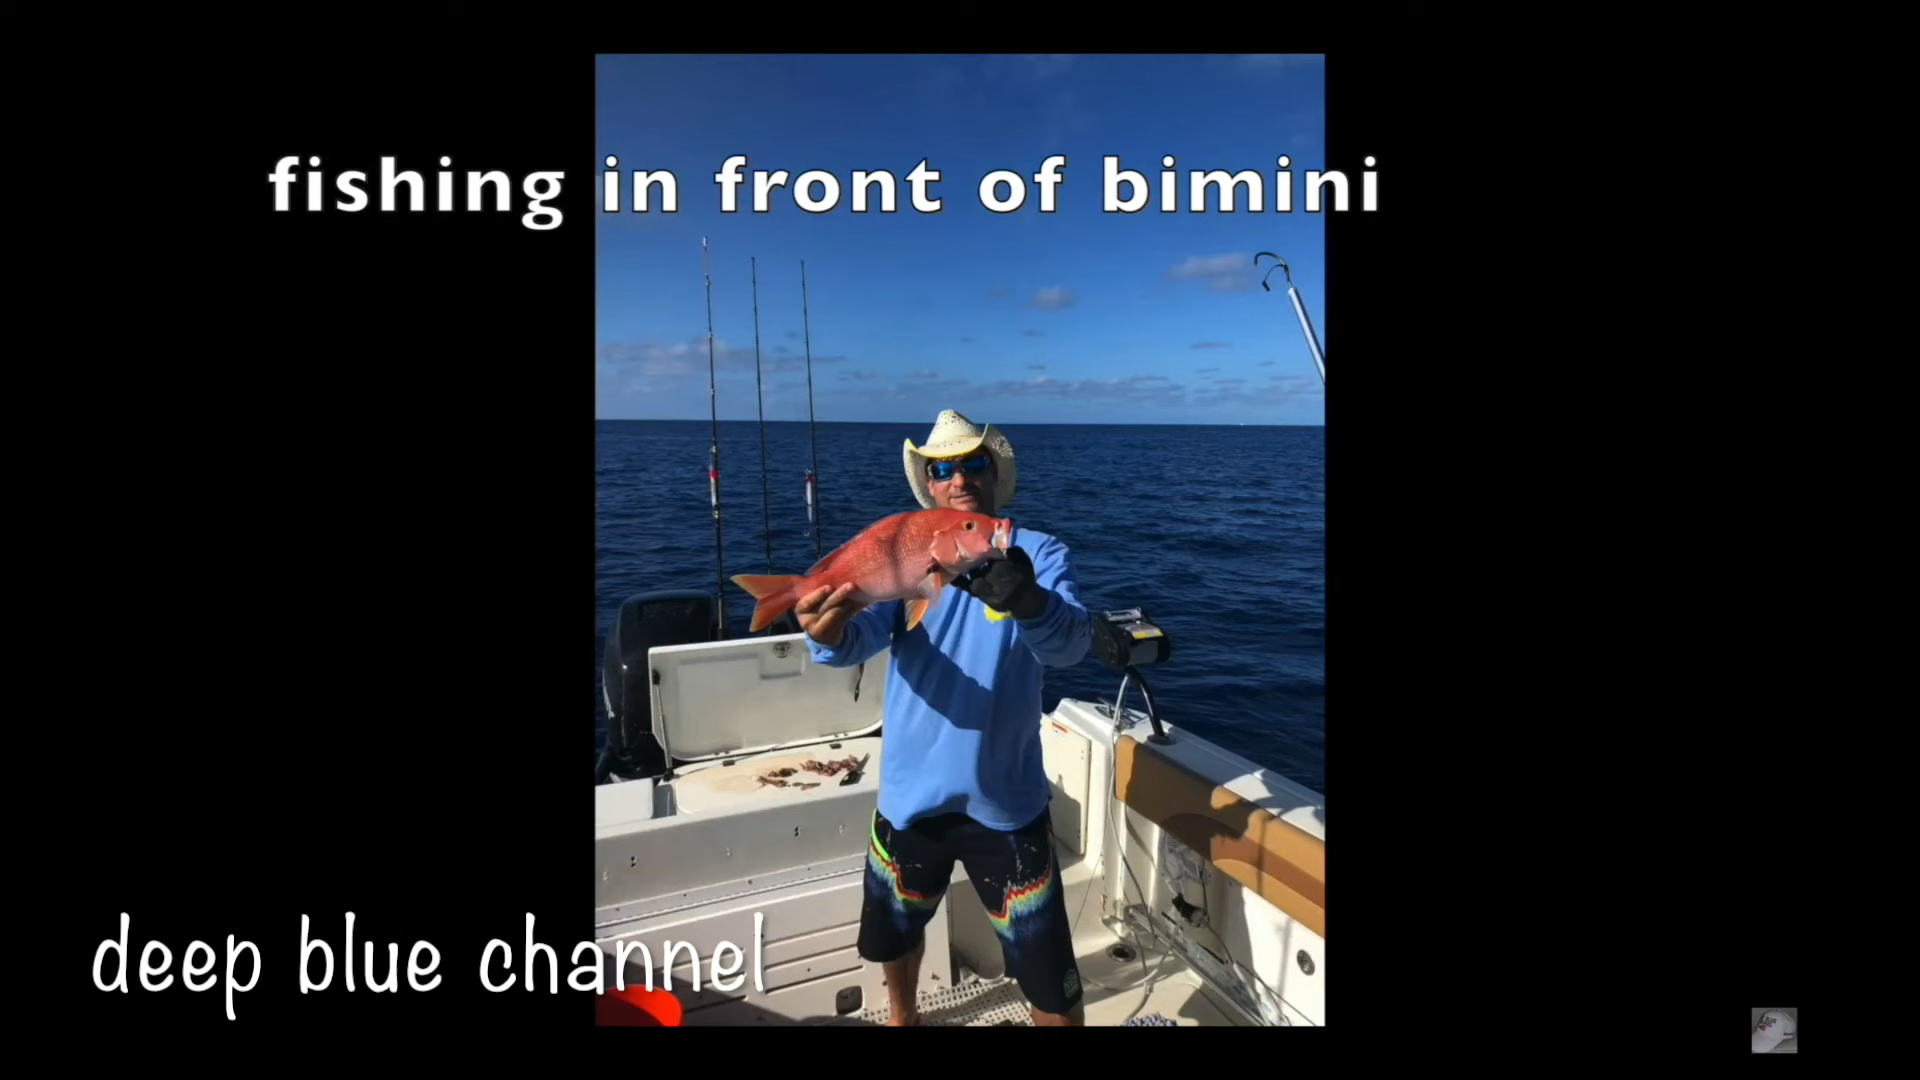 fishing in front of bimini
deep blue channel